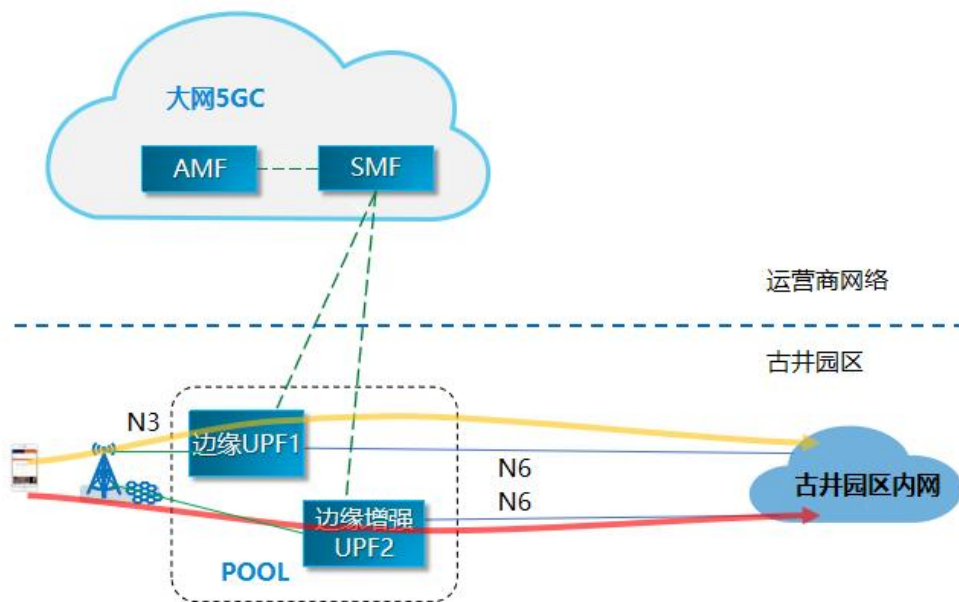 大网5GC
AMF
SMF
运营商网络
古井园区
N3
边缘UPF1
N6
N6
古井园区内网
边缘增强
UPF2
POOL